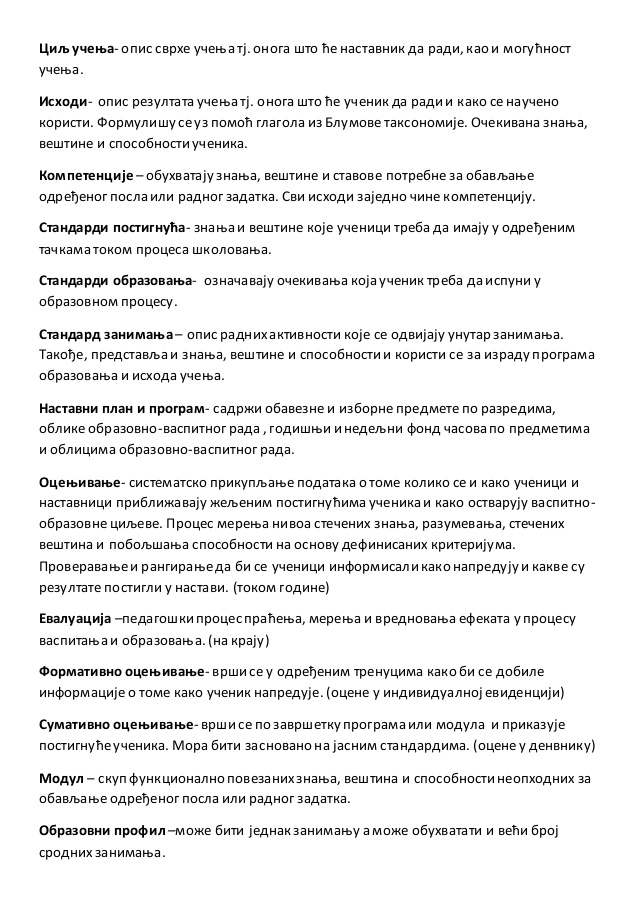 Циљ учења- опис сврхе учења тј. онога што ће наставник да ради, као и могућност
учења.
Исходи- опис резултата учења тј. онога што ће ученик да ради и како се научено
користи. Формулишу се уз помоћ глагола из Блумове таксономије. Очекивана знања,
вештине и способности ученика.
Компетенције – обухватају знања, вештине и ставове потребне за обављање
одређеног посла или радног задатка. Сви исходи заједно чине компетенцију.
Стандарди постигнућа- знања и вештине које ученици треба да имају у одређеним
тачкама током процеса школовања.
Стандарди образовања- означавају очекивања која ученик треба да испуни у
образовном процесу.
Стандард занимања – опис радних активности које се одвијају унутар занимања.
Такође, представља и знања, вештине и способности и користи се за израду програма
образовања и исхода учења.
Наставни план и програм- садржи обавезне и изборне предмете по разредима,
облике образовно-васпитног рада , годишњи и недељни фонд часова по предметима
и облицима образовно-васпитног рада.
Оцењивање- систематско прикупљање података о томе колико се и како ученици и
наставници приближавају жељеним постигнућима ученика и како остварују васпитно-
образовне циљеве. Процес мерења нивоа стечених знања, разумевања, стечених
вештина и побољшања способности на основу дефинисаних критеријума.
Проверавање и рангирање да би се ученици информисали како напредују и какве су
резултате постигли у настави. (током године)
Евалуација –педагошки процес праћења, мерења и вредновања ефеката у процесу
васпитања и образовања. (на крају)
Формативно оцењивање- врши се у одређеним тренуцима како би се добиле
информације о томе како ученик напредује. (оцене у индивидуалној евиденцији)
Сумативно оцењивање- врши се по завршетку програма или модула и приказује
постигнуће ученика. Мора бити засновано на јасним стандардима. (оцене у денвнику)
Модул – скуп функционално повезаних знања, вештина и способности неопходних за
обављање одређеног посла или радног задатка.
Образовни профил –може бити једнак занимању а може обухватати и већи број
сродних занимања.